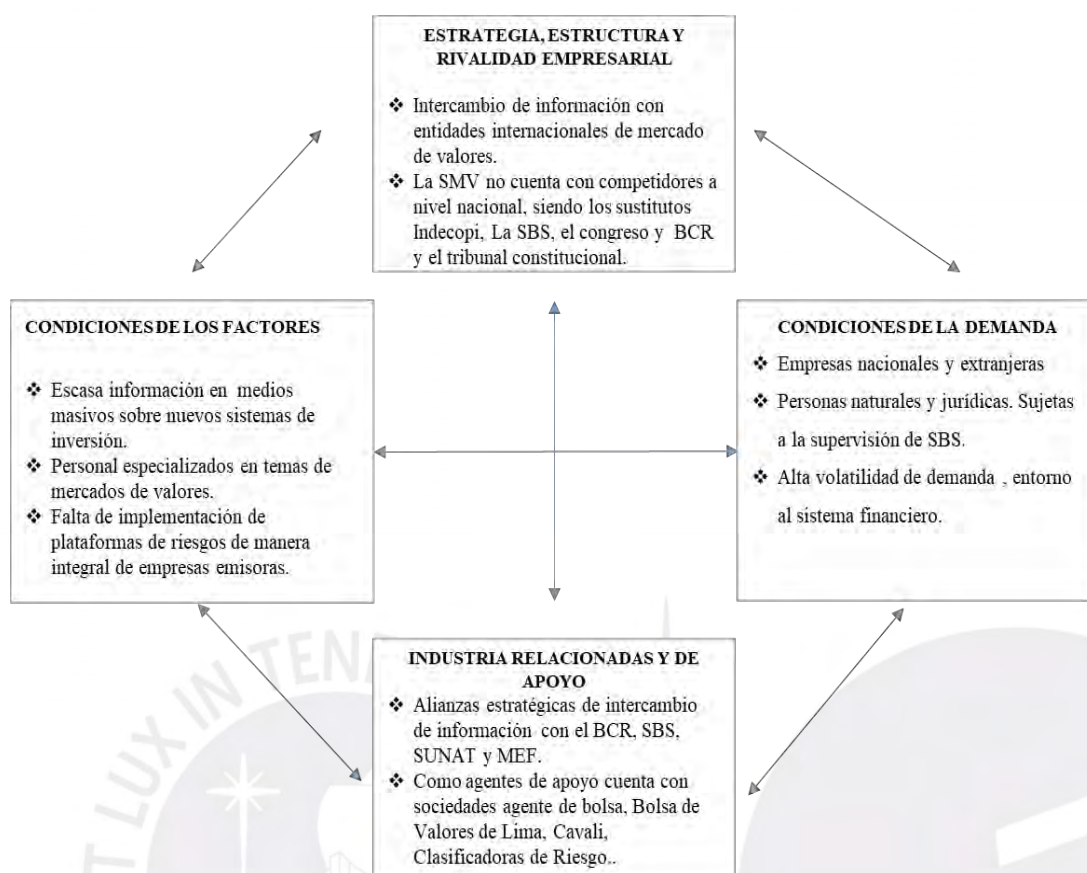 ESTRATEGIA, ESTRUCTURA Y
RIVALIDAD EMPRESARIAL
❖ Intercambio de información con
entidades internacionales de mercado
de valores.
❖ La SMV no cuenta con competidores a
nivel nacional, siendo los sustitutos
Indecopi, La SBS, el congreso y BCR
y el tribunal constitucional.
CONDICIONES DE LOS FACTORES
❖ Escasa información en medios
masivos sobre nuevos sistemas de
inversión.
❖ Personal especializados en temas de
mercados de valores.
❖ Falta de implementación de
plataformas de riesgos de manera
integral de empresas emisoras.
CONDICIONES DE LA DEMANDA
❖ Empresas nacionales y extranjeras
❖ Personas naturales y jurídicas. Sujetas
a la supervisión de SBS.
❖ Alta volatilidad de demanda , entorno
al sistema financiero.
INDUSTRIA RELACIONADAS Y DE
APOYO
❖ Alianzas estratégicas de intercambio
de información con el BCR, SBS,
SUNAT y MEF.
❖ Como agentes de apoyo cuenta con
sociedades agente de bolsa, Bolsa de
Valores de Lima, Cavali,
Clasificadoras de Riesgo..
LUX IN TEN